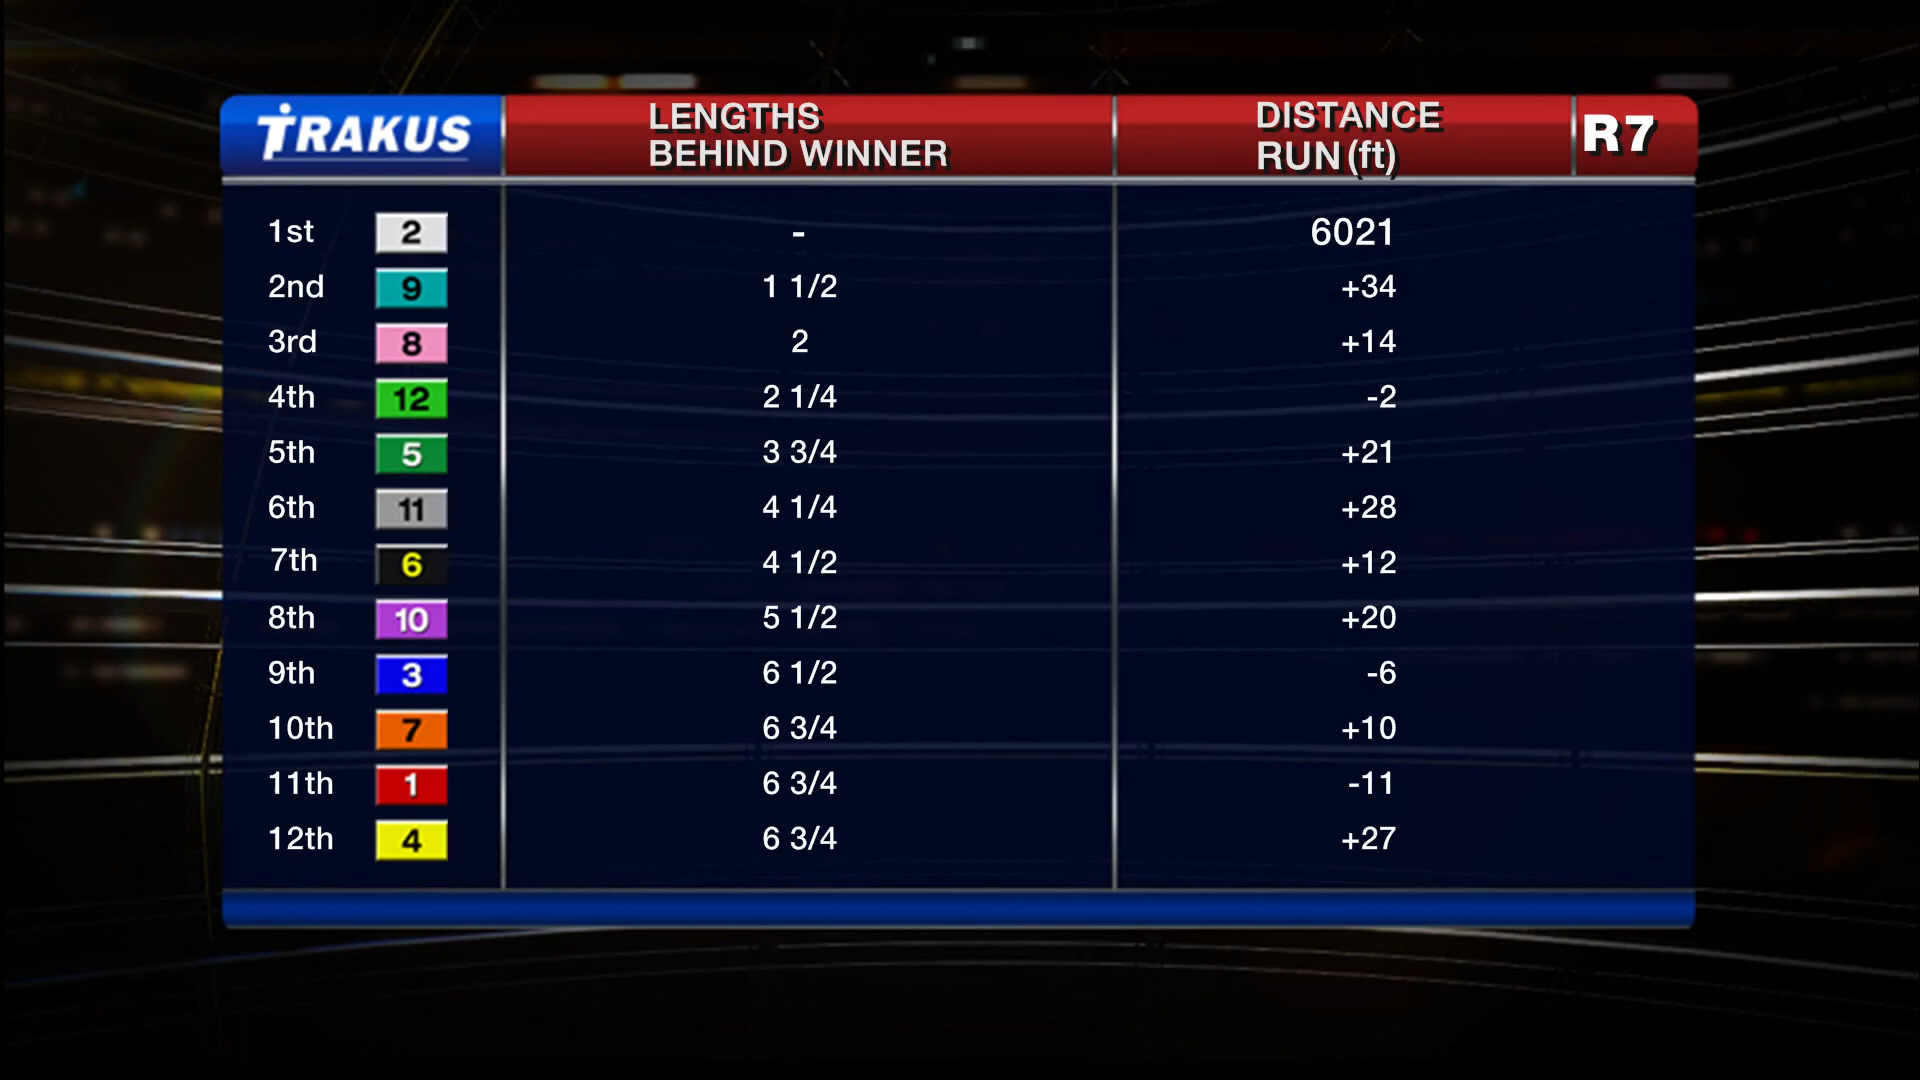 TRAKUS
LENGTHS
BEHIND WINNER
DISTANCE
RUN (ft)
R7
1st 2 - 6021
2nd 9 1 1/2 +34
3rd 8 2 +14
4th 12 2 1/4 -2
5th 5 3 3/4 +21
6th 11 4 1/4 +28
7th 6 4 1/2 +12
8th 10 5 1/2 +20
9th 3 6 1/2 -6
10th 7 6 3/4 +10
11th 1 6 3/4 -11
12th 4 6 3/4 +27